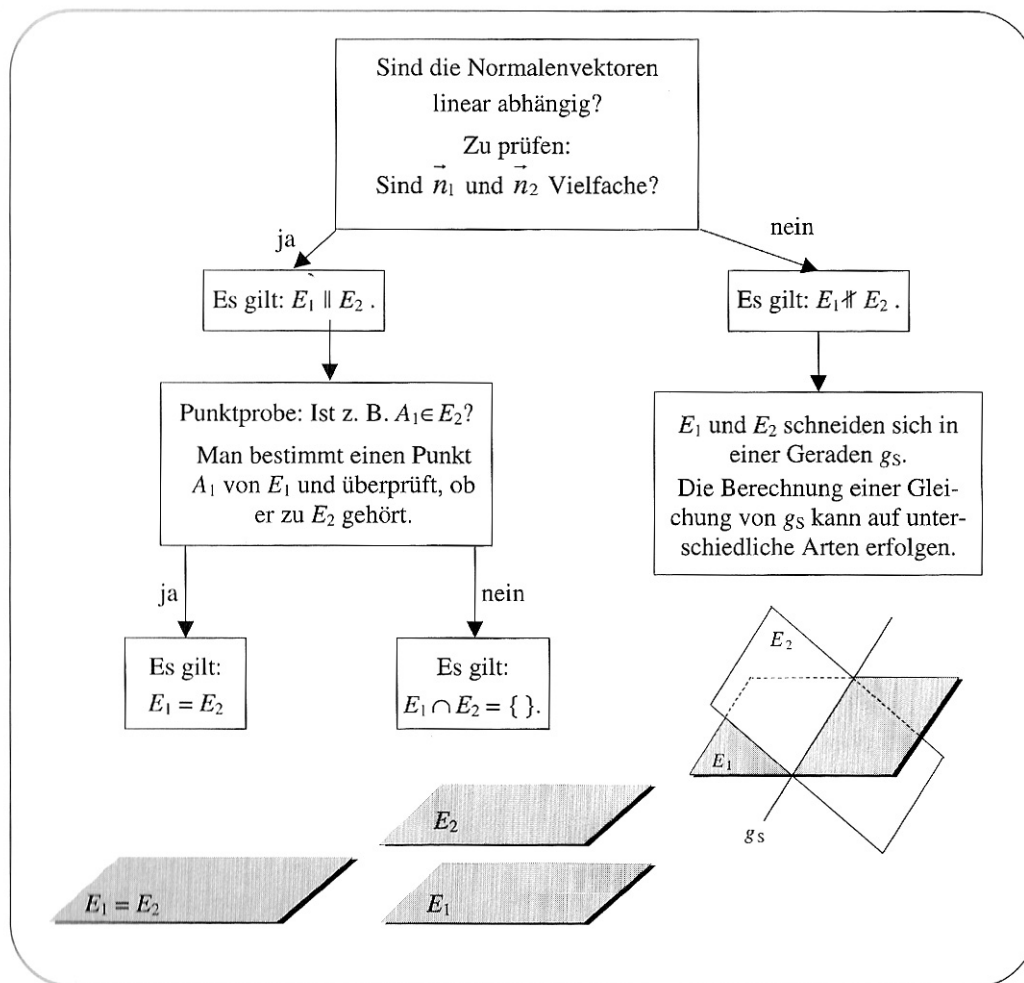 Sind die Normalenvektoren
linear abhängig?
Zu prüfen:
Sind n⃗₁ und n⃗₂ Vielfache?
ja
nein
Es gilt: E₁ ∥ E₂ .
Es gilt: E₁ ∦ E₂ .
Punktprobe: Ist z. B. A₁ ∈ E₂?
Man bestimmt einen Punkt
A₁ von E₁ und überprüft, ob
er zu E₂ gehört.
E₁ und E₂ schneiden sich in
einer Geraden gₛ.
Die Berechnung einer Glei-
chung von gₛ kann auf unter-
schiedliche Arten erfolgen.
ja
nein
Es gilt:
E₁ = E₂
Es gilt:
E₁ ∩ E₂ = { }.
E₂
E₁
gₛ
E₂
E₁
E₁ = E₂